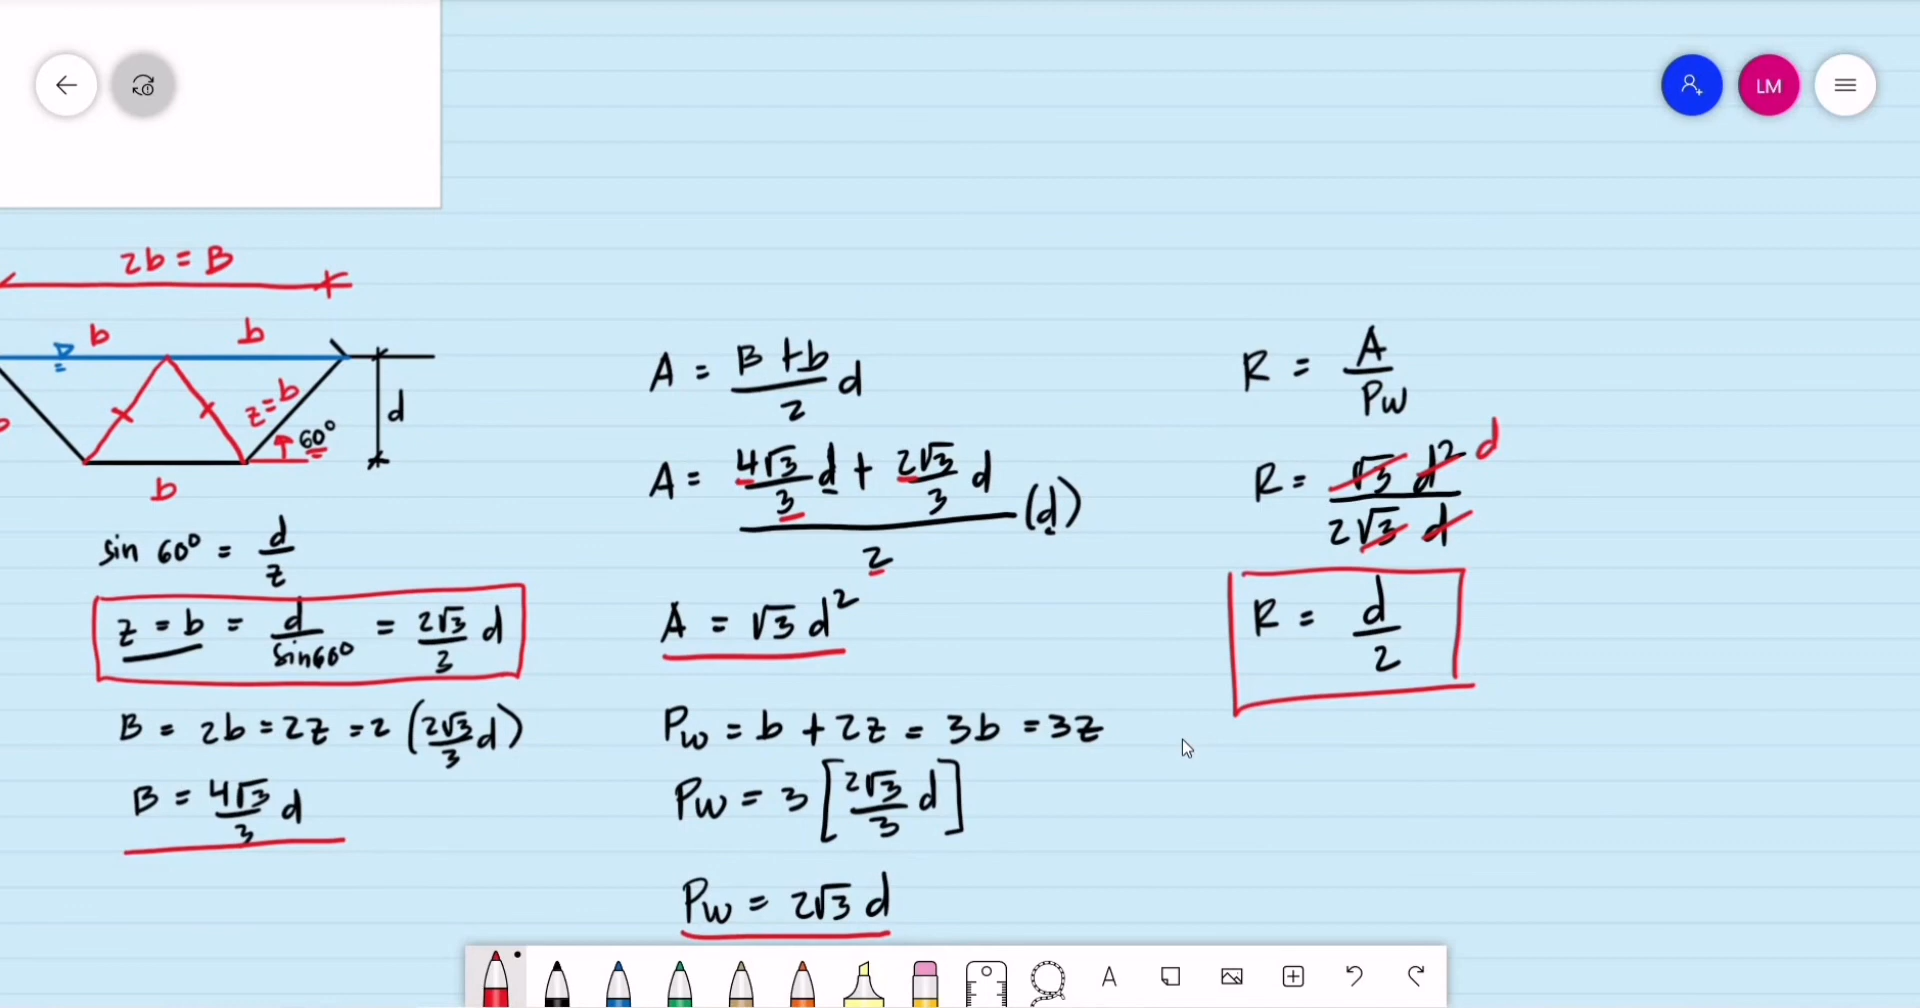 LM
2b = B
b b
z=b
60°
d
b
sin 60° = d/z
z = b = d/sin60° = 2√3/3 d
B = 2b = 2z = 2 (2√3/3 d)
B = 4√3/3 d
A = B+b/2 d
A = 4√3/3 d + 2√3/3 d / 2 (d)
A = √3 d²
Pw = b + 2z = 3b = 3z
Pw = 3 [2√3/3 d]
Pw = 2√3 d
R = A/Pw
R = √3 d² / 2√3 d d
R = d/2
A